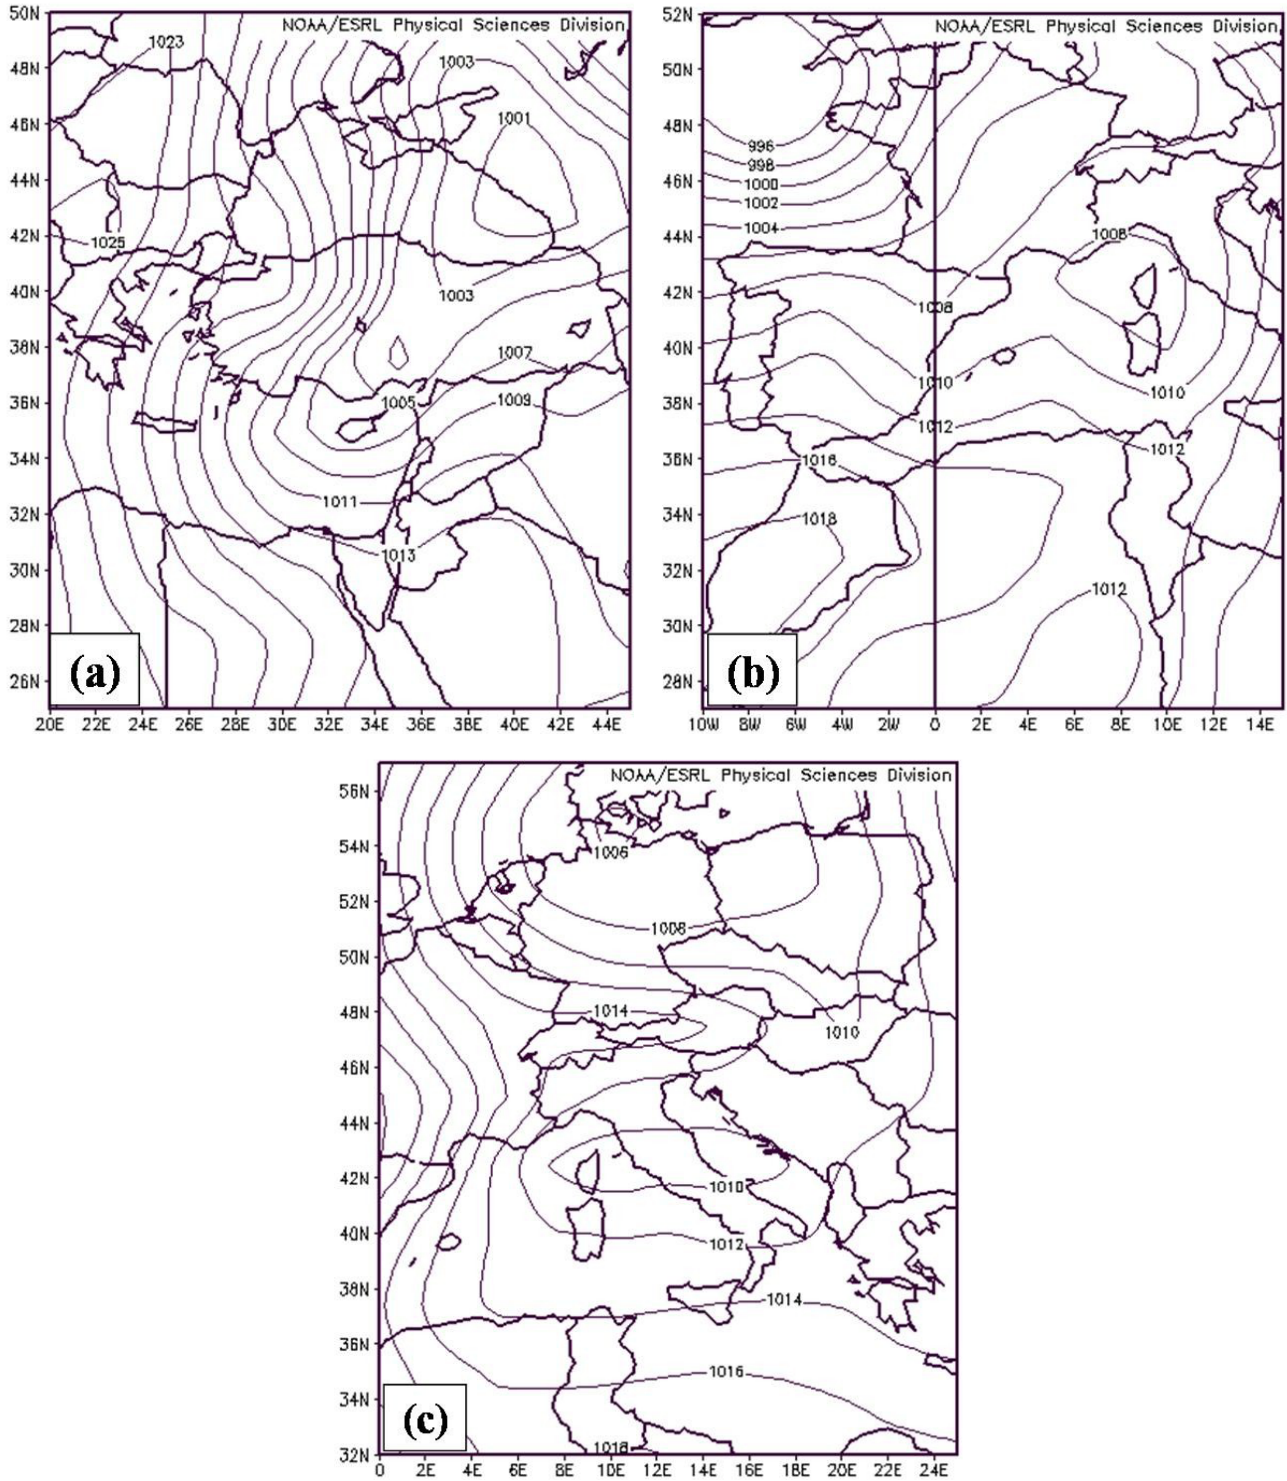 50N
NOAA/ESRL Physical Sciences Division
1023
48N
1003
46N
1001
44N
1025
42N
40N
1003
38N
1007
36N
1005
1009
34N
1011
32N
1013
30N
28N
(a)
26N
20E 22E 24E 26E 28E 30E 32E 34E 36E 38E 40E 42E 44E
52N
NOAA/ESRL Physical Sciences Division
50N
48N
996
998
46N
1000
1002
1004
44N
1008
42N
1008
40N
1010
1010
38N
1012
1012
36N
1016
34N
1018
32N
30N
1012
28N
(b)
10W 8W 6W 4W 2W 0 2E 4E 6E 8E 10E 12E 14E
NOAA/ESRL Physical Sciences Division
56N
54N
1006
52N
1008
50N
48N
1014
1010
46N
44N
42N
1010
40N
1012
38N
1014
36N
1016
34N
(c)
32N
1018
0 2E 4E 6E 8E 10E 12E 14E 16E 18E 20E 22E 24E